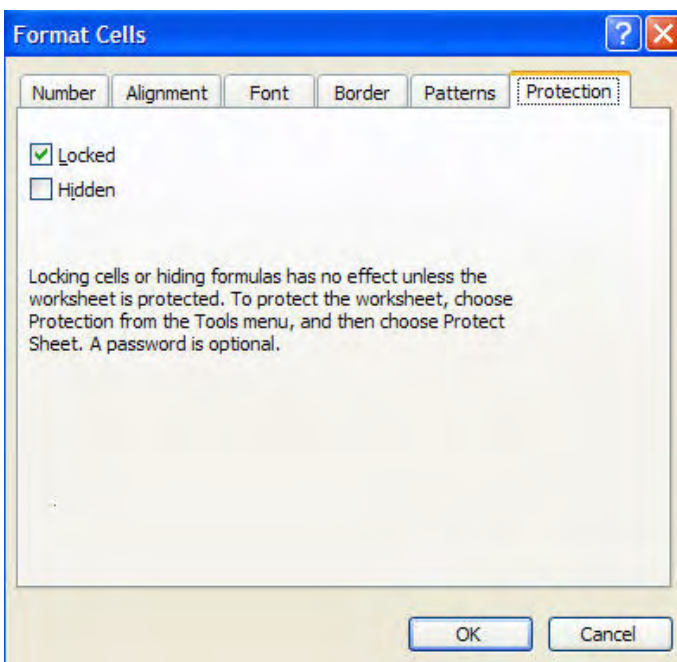 Format Cells
Number Alignment Font Border Patterns Protection
Locked
Hidden
Locking cells or hiding formulas has no effect unless the
worksheet is protected. To protect the worksheet, choose
Protection from the Tools menu, and then choose Protect
Sheet. A password is optional.
OK Cancel